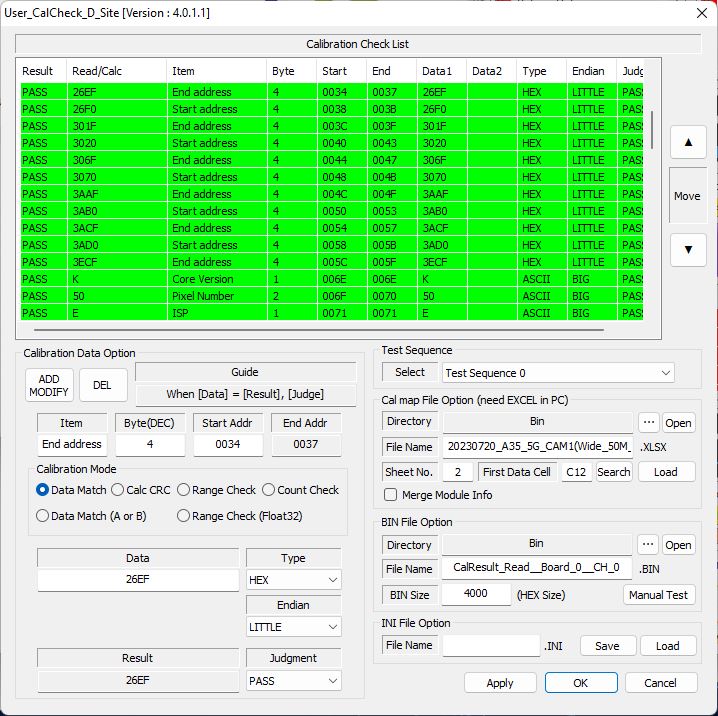 User_CalCheck_D_Site [Version : 4.0.1.1]
Calibration Check List
Result Read/Calc Item Byte Start End Data1 Data2 Type Endian Judg
PASS 26EF End address 4 0034 0037 26EF HEX LITTLE PAS
PASS 26F0 Start address 4 0038 003B 26F0 HEX LITTLE PAS
PASS 301F End address 4 003C 003F 301F HEX LITTLE PAS
PASS 3020 Start address 4 0040 0043 3020 HEX LITTLE PAS
PASS 306F End address 4 0044 0047 306F HEX LITTLE PAS
PASS 3070 Start address 4 0048 004B 3070 HEX LITTLE PAS
PASS 3AAF End address 4 004C 004F 3AAF HEX LITTLE PAS
PASS 3AB0 Start address 4 0050 0053 3AB0 HEX LITTLE PAS
PASS 3ACF End address 4 0054 0057 3ACF HEX LITTLE PAS
PASS 3AD0 Start address 4 0058 005B 3AD0 HEX LITTLE PAS
PASS 3ECF End address 4 005C 005F 3ECF HEX LITTLE PAS
PASS K Core Version 1 006E 006E K ASCII BIG PAS
PASS 50 Pixel Number 2 006F 0070 50 ASCII BIG PAS
PASS E ISP 1 0071 0071 E ASCII BIG PAS
▲
Move
▼
Calibration Data Option
ADD
MODIFY
DEL
Guide
When [Data] = [Result], [Judge]
Item Byte(DEC) Start Addr End Addr
End address 4 0034 0037
Calibration Mode
Data Match Calc CRC Range Check Count Check
Data Match (A or B) Range Check (Float32)
Data Type
26EF HEX
Endian
LITTLE
Result Judgment
26EF PASS
Test Sequence
Select Test Sequence 0
Cal map File Option (need EXCEL in PC)
Directory Bin ... Open
File Name 20230720_A35_5G_CAM1(Wide_50M_ .XLSX
Sheet No. 2 First Data Cell C12 Search Load
Merge Module Info
BIN File Option
Directory Bin ... Open
File Name CalResult_Read__Board_0__CH_0 .BIN
BIN Size 4000 (HEX Size) Manual Test
INI File Option
File Name .INI Save Load
Apply OK Cancel